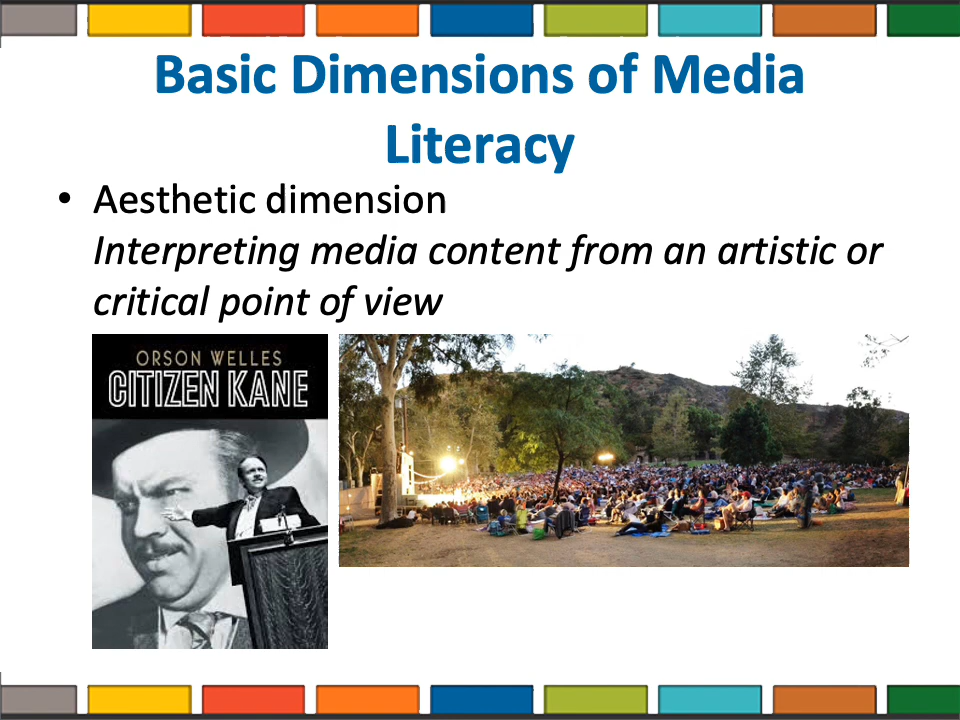 Basic Dimensions of Media
Literacy
• Aesthetic dimension
Interpreting media content from an artistic or
critical point of view
ORSON WELLES
CITIZEN KANE